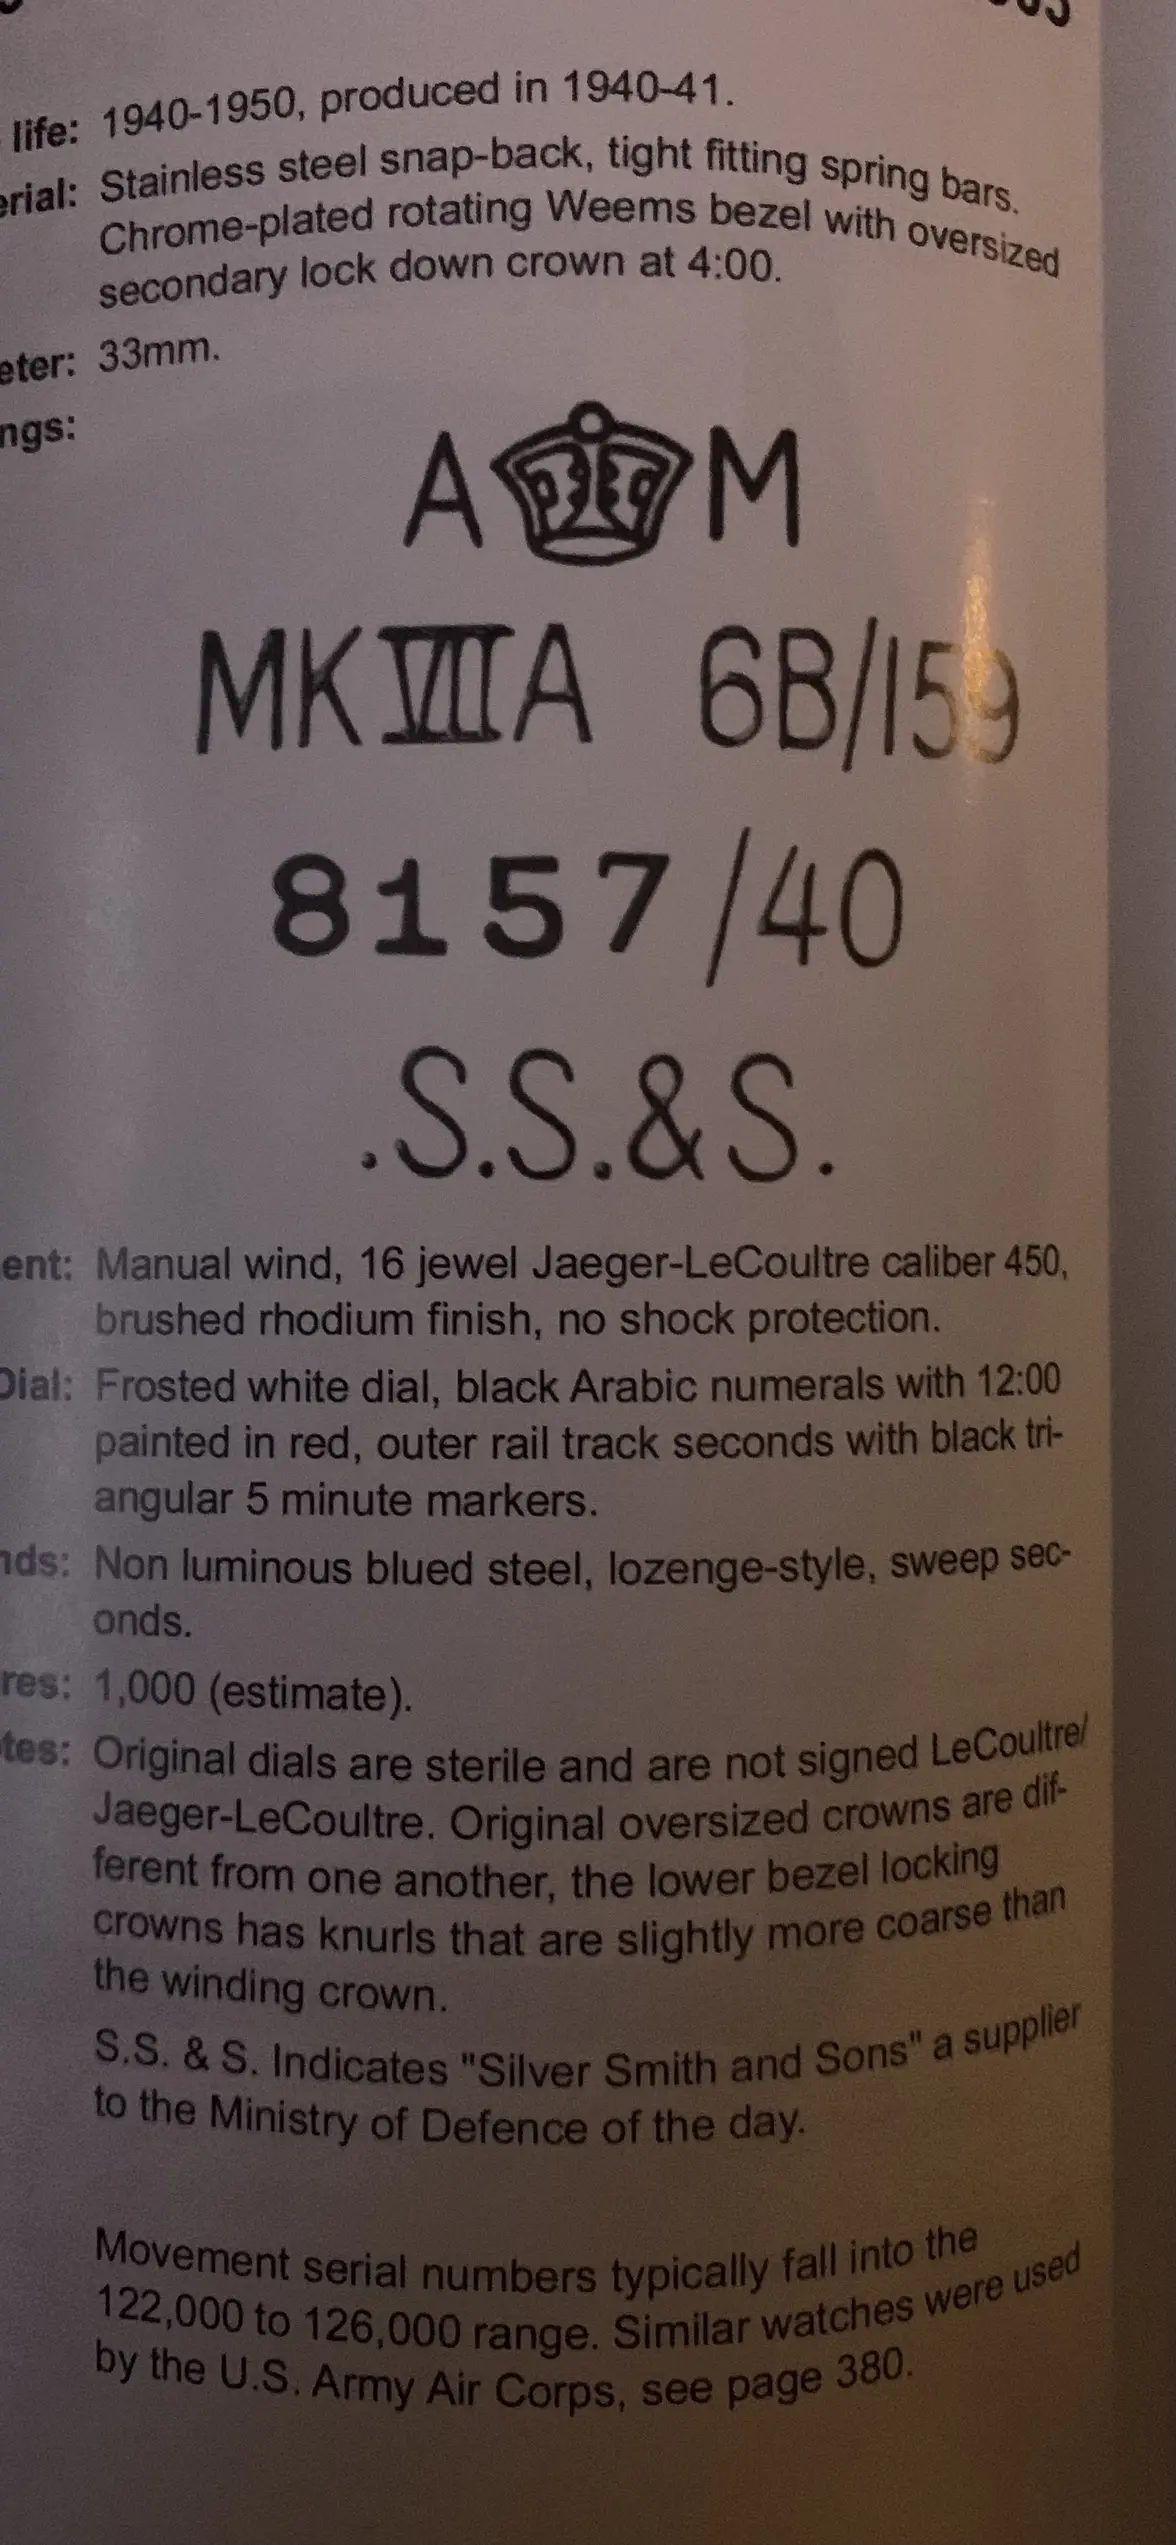 life: 1940-1950, produced in 1940-41.
erial: Stainless steel snap-back, tight fitting spring bars.
Chrome-plated rotating Weems bezel with oversized
secondary lock down crown at 4:00.
eter: 33mm.
ngs:
A M
MK VII A 6B/159
8157/40
.S.S.&S.
ent: Manual wind, 16 jewel Jaeger-LeCoultre caliber 450,
brushed rhodium finish, no shock protection.
Dial: Frosted white dial, black Arabic numerals with 12:00
painted in red, outer rail track seconds with black tri-
angular 5 minute markers.
nds: Non luminous blued steel, lozenge-style, sweep sec-
onds.
res: 1,000 (estimate).
tes: Original dials are sterile and are not signed LeCoultre/
Jaeger-LeCoultre. Original oversized crowns are dif-
ferent from one another, the lower bezel locking
crowns has knurls that are slightly more coarse than
the winding crown.
S.S. & S. Indicates "Silver Smith and Sons" a supplier
to the Ministry of Defence of the day.
Movement serial numbers typically fall into the
122,000 to 126,000 range. Similar watches were used
by the U.S. Army Air Corps, see page 380.